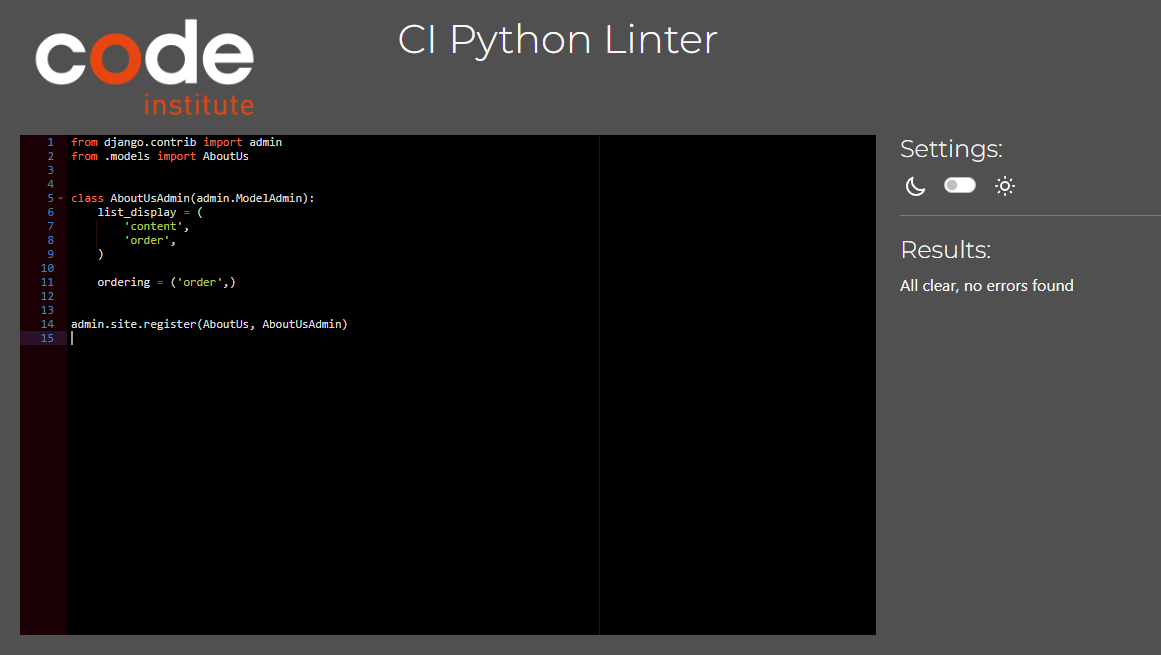 code
institute
CI Python Linter
1 from django.contrib import admin
2 from .models import AboutUs
3
4
5 class AboutUsAdmin(admin.ModelAdmin):
6     list_display = (
7         'content',
8         'order',
9     )
10
11     ordering = ('order',)
12
13
14 admin.site.register(AboutUs, AboutUsAdmin)
15
Settings:
Results:
All clear, no errors found